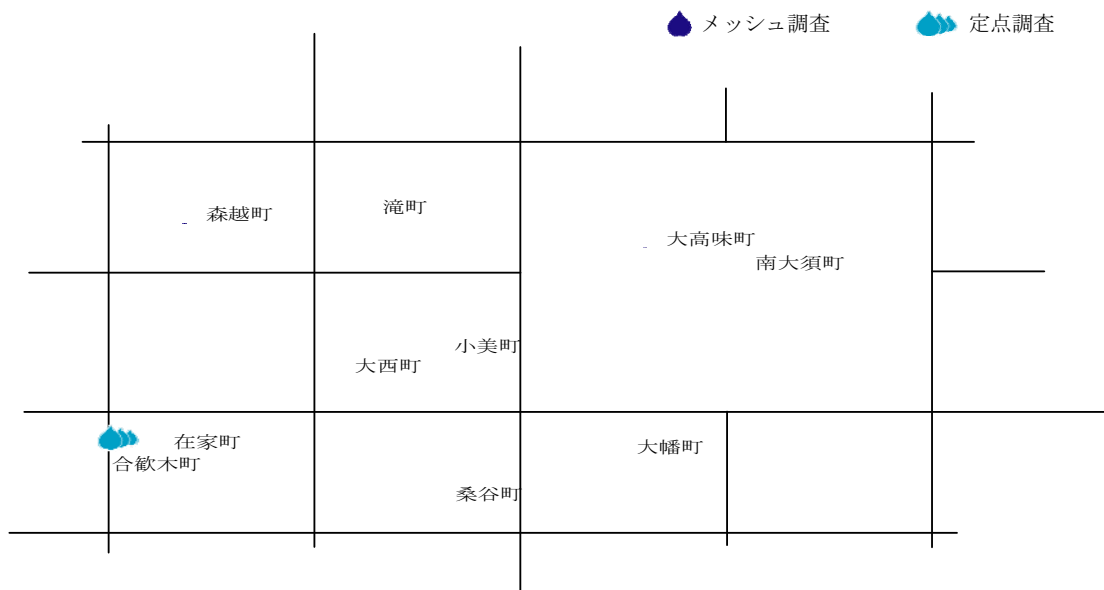 メッシュ調査
定点調査
滝町
森越町
大高味町
南大須町
小美町
大西町
在家町
大幡町
合歓木町
桑谷町